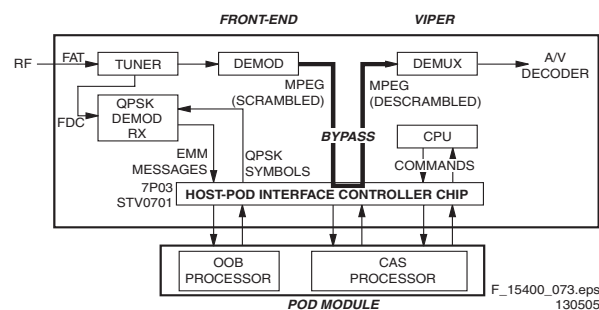 FRONT-END
VIPER
RF
FAT
TUNER
DEMOD
DEMUX
A/V
DECODER
MPEG
(SCRAMBLED)
MPEG
(DESCRAMBLED)
FDC
QPSK
DEMOD
RX
BYPASS
CPU
EMM
MESSAGES
QPSK
SYMBOLS
COMMANDS
7P03
STV0701
HOST-POD INTERFACE CONTROLLER CHIP
OOB
PROCESSOR
CAS
PROCESSOR
POD MODULE
F_15400_073.eps
130505